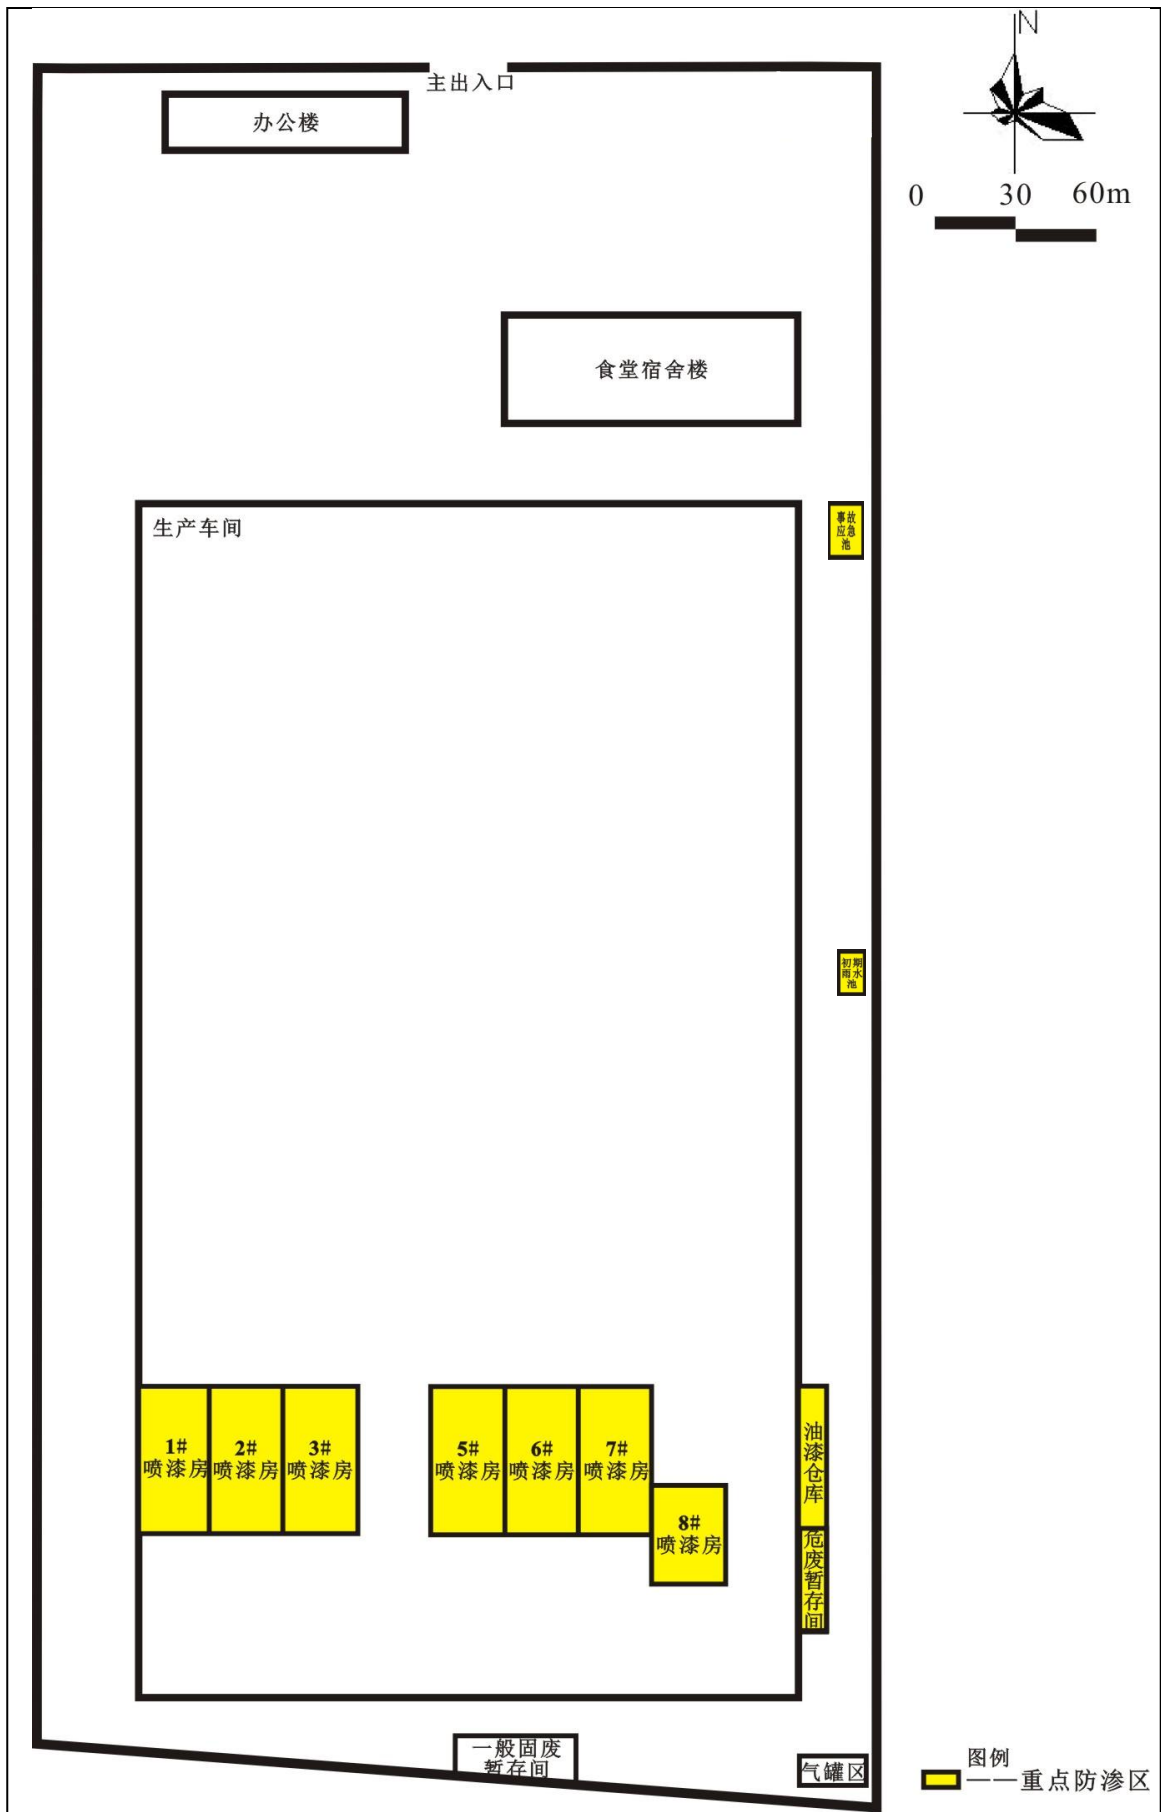 N
主出入口
办公楼
0 30 60m
食堂宿舍楼
生产车间
事故
应急
池
初期
雨水
池
1#
喷漆房
2#
喷漆房
3#
喷漆房
5#
喷漆房
6#
喷漆房
7#
喷漆房
8#
喷漆房
油漆仓库
危废暂存间
一般固废
暂存间
气罐区
图例
——重点防渗区